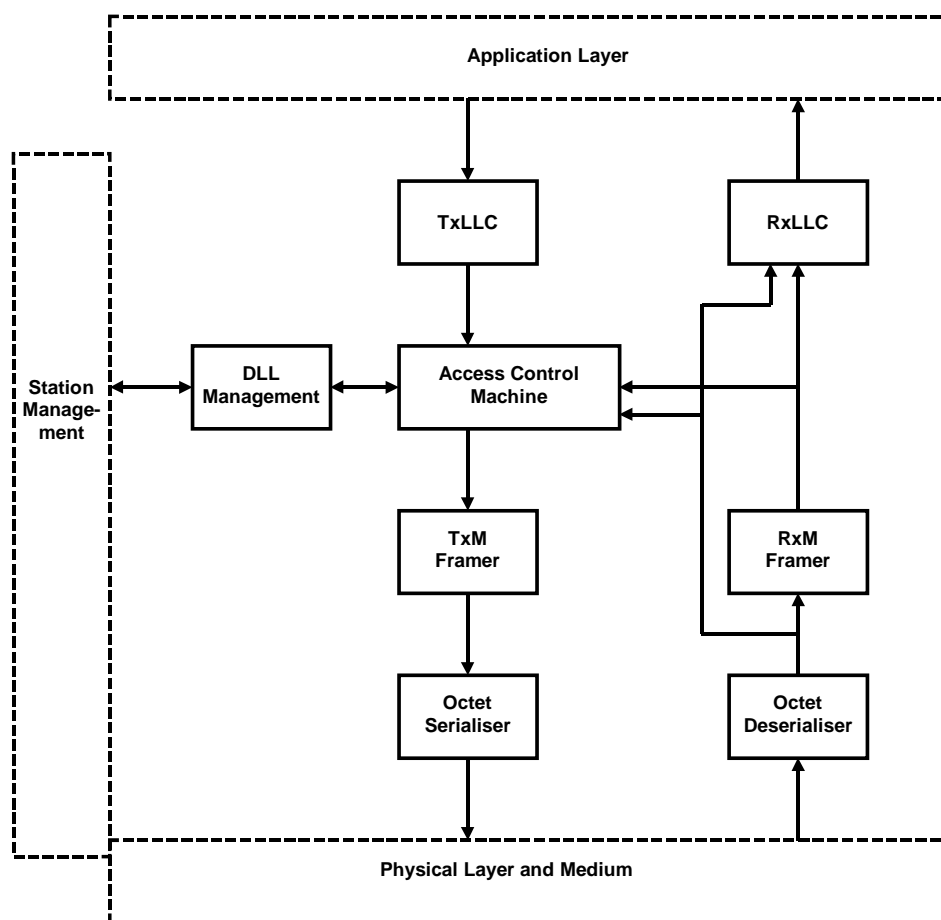 Application Layer
TxLLC
RxLLC
Station
Manage-
ment
DLL
Management
Access Control
Machine
TxM
Framer
RxM
Framer
Octet
Serialiser
Octet
Deserialiser
Physical Layer and Medium